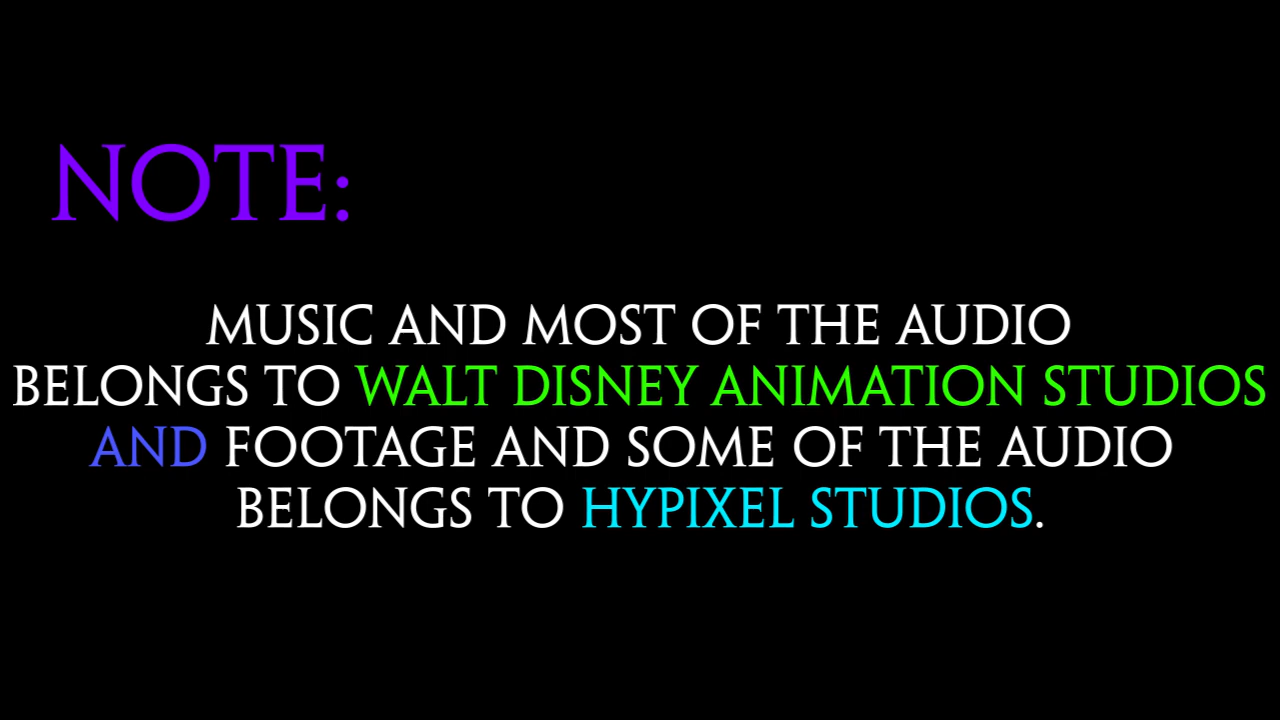 NOTE:
MUSIC AND MOST OF THE AUDIO
BELONGS TO WALT DISNEY ANIMATION STUDIOS
AND FOOTAGE AND SOME OF THE AUDIO
BELONGS TO HYPIXEL STUDIOS.